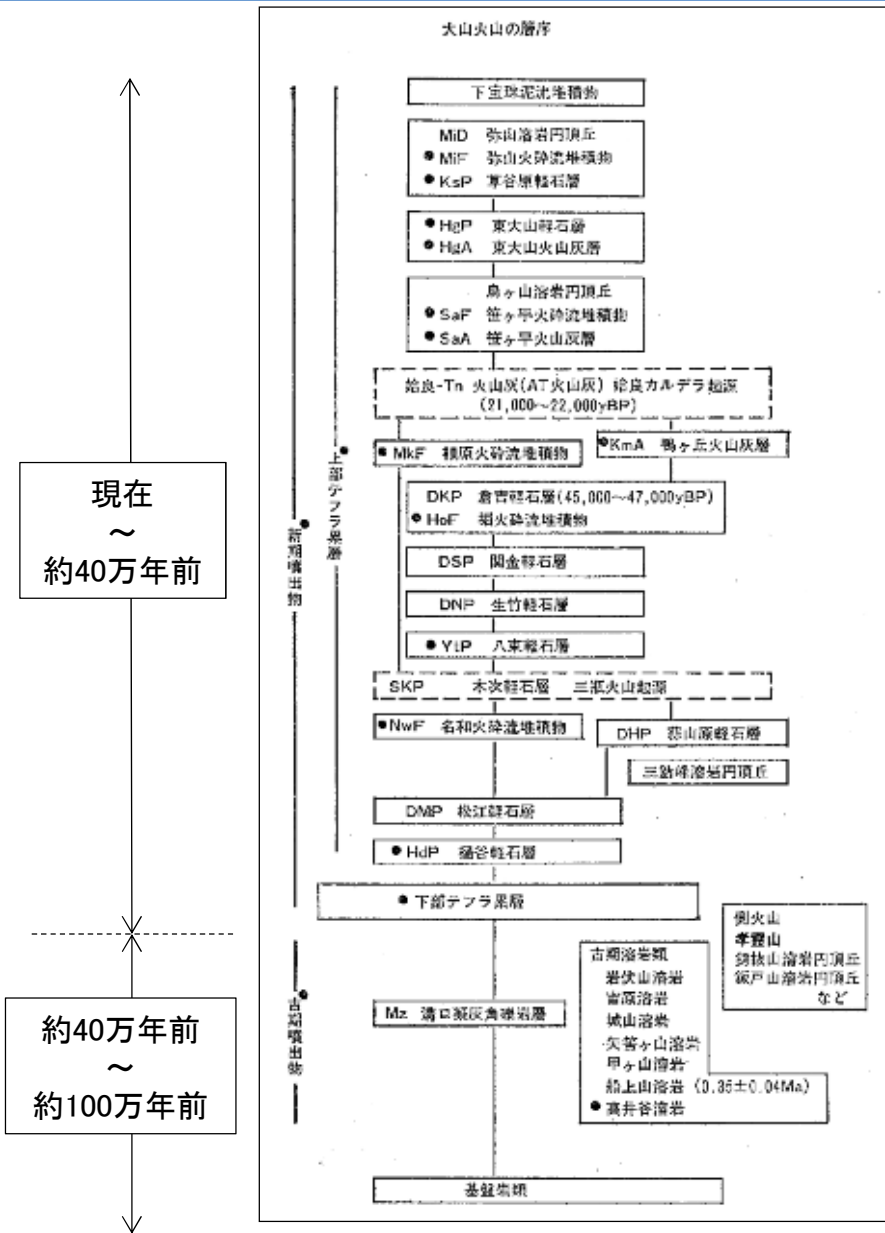 大山火山の層序
下宝珠泥流堆積物
MiD 弥山溶岩円頂丘
●MiF 弥山火砕流堆積物
●KsP 草谷原軽石層
●HgP 東大山軽石層
●HgA 東大山火山灰層
烏ヶ山溶岩円頂丘
●SaF 笹ヶ平火砕流堆積物
●SaA 笹ヶ平火山灰層
姶良-Tn 火山灰(AT火山灰) 姶良カルデラ起源
(21,000~22,000yBP)
●MkF 槇原火砕流堆積物
●KmA 鴨ヶ丘火山灰層
DKP 倉吉軽石層(45,000~47,000yBP)
●HoF 堀火砕流堆積物
DSP 関金軽石層
DNP 生竹軽石層
●YtP 八束軽石層
SKP 木次軽石層 三瓶火山起源
●NwF 名和火砕流堆積物
DHP 蒜山原軽石層
三鈷峰溶岩円頂丘
DMP 松江軽石層
●HdP 樋谷軽石層
●下部テフラ累層
上部テフラ累層
新期噴出物
現在
~
約40万年前
側火山
孝霊山
鍔抜山溶岩円頂丘
飯戸山溶岩円頂丘
など
古期溶岩類
岩伏山溶岩
富原溶岩
城山溶岩
矢筈ヶ山溶岩
甲ヶ山溶岩
船上山溶岩 (0.35±0.04Ma)
●高井谷溶岩
Mz 溝口凝灰角礫岩層
古期噴出物
約40万年前
~
約100万年前
基盤岩類